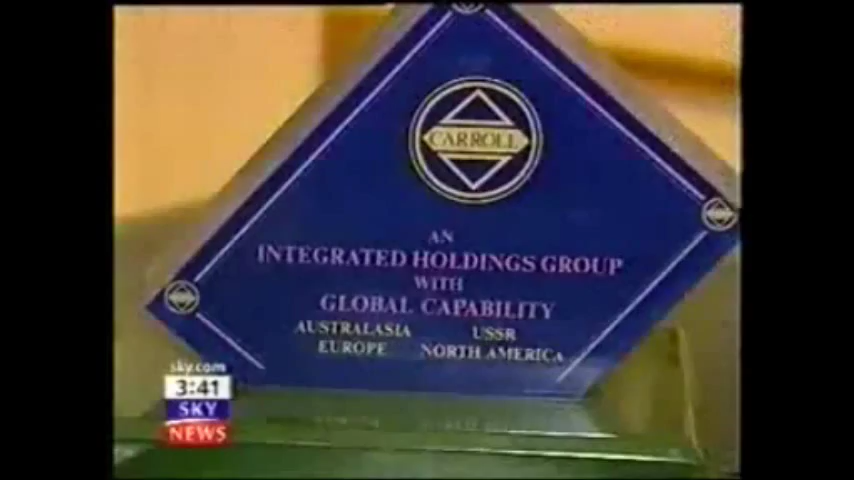 CARROLL
AN
INTEGRATED HOLDINGS GROUP
WITH
GLOBAL CAPABILITY
AUSTRALASIA USSR
EUROPE NORTH AMERICA
sky.com
3:41
SKY
NEWS